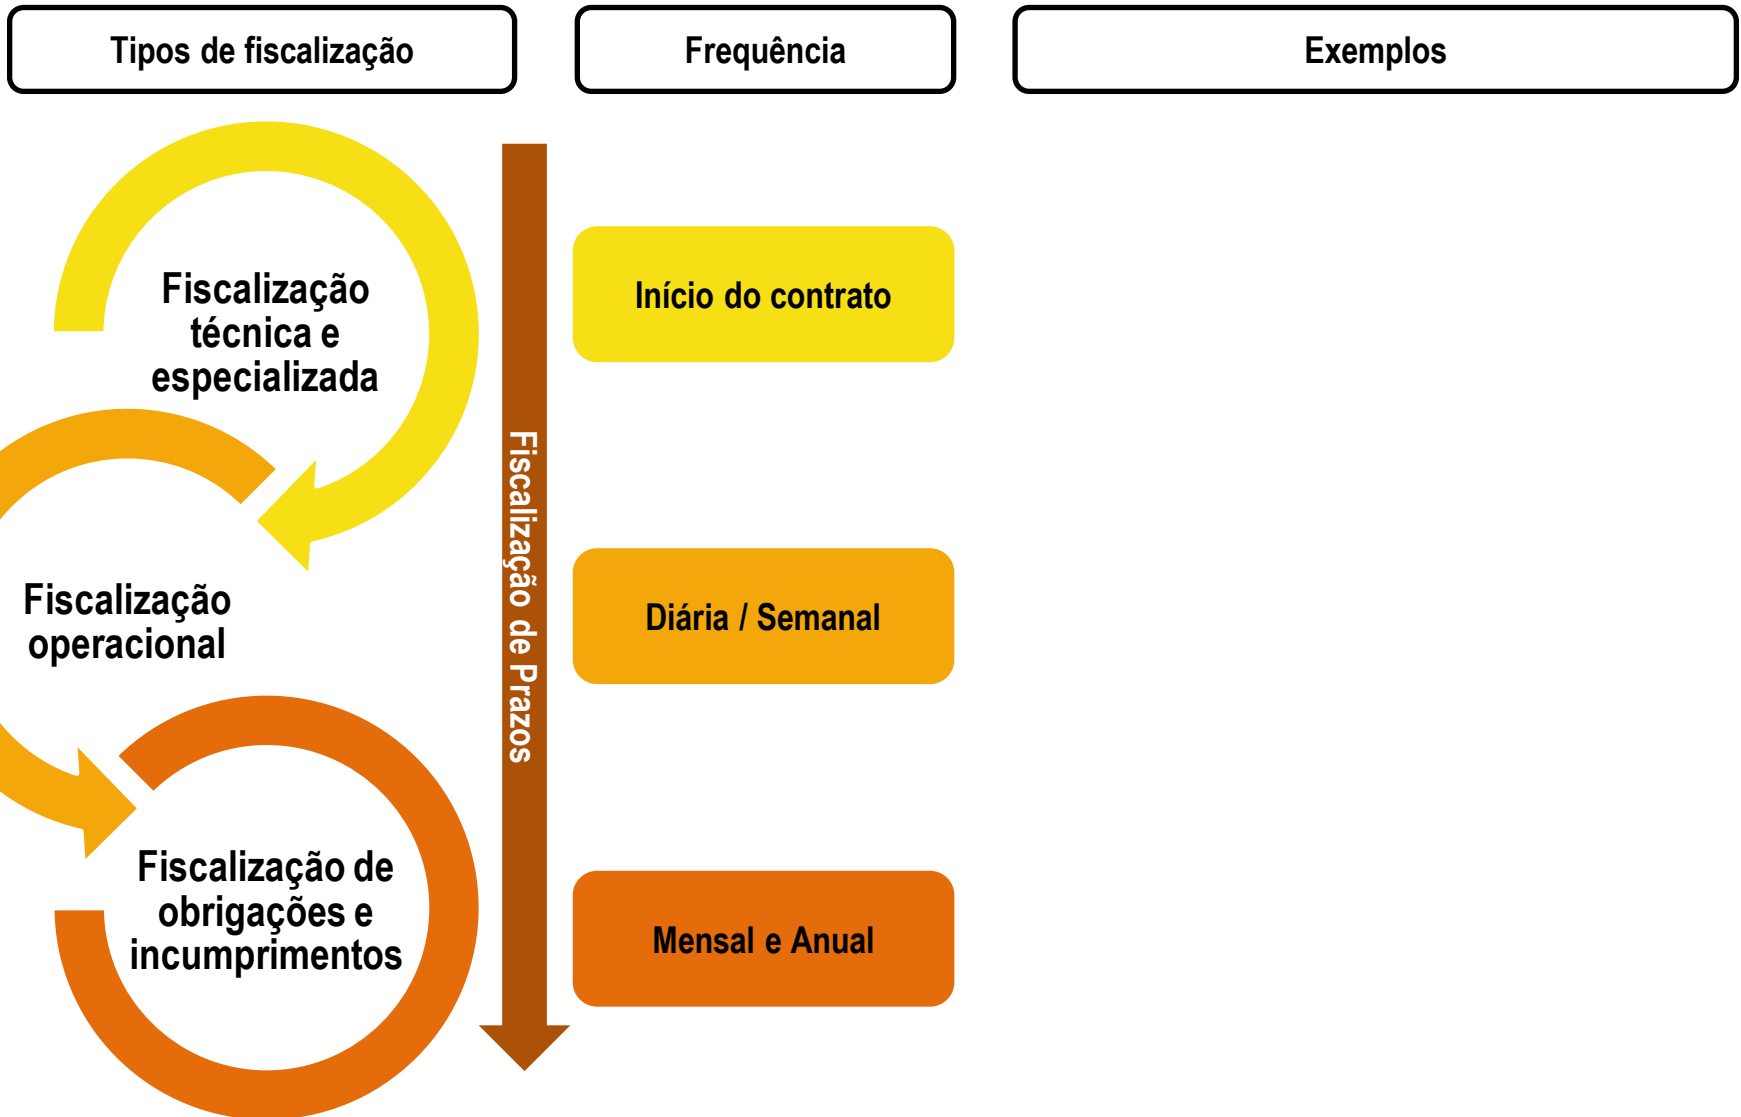 Tipos de fiscalização
Frequência
Exemplos
Fiscalização
técnica e
especializada
Início do contrato
Fiscalização
operacional
Diária / Semanal
Fiscalização de
obrigações e
incumprimentos
Mensal e Anual
Fiscalização de Prazos